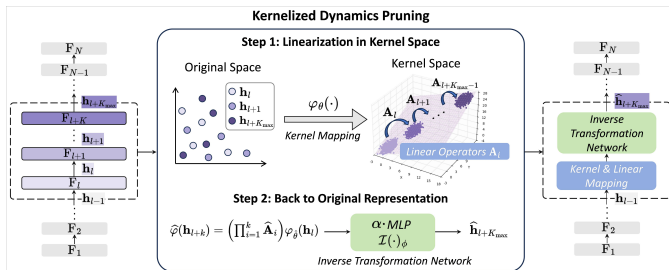 Kernelized Dynamics Pruning
F_N
F_{N−1}
h_{l+K_max}
F_{l+K}
h_{l+1}
F_{l+1}
h_l
F_l
h_{l−1}
F_2
F_1
Step 1: Linearization in Kernel Space
Original Space
h_l
h_{l+1}
h_{l+K_max}
φ_θ(·)
Kernel Mapping
Kernel Space
A_l
A_{l+1}
A_{l+K_max−1}
Linear Operators A_l
Step 2: Back to Original Representation
φ̂(h_{l+k}) = (∏_{i=1}^{k} Â_i) φ_θ̂(h_l)
α·MLP
I(·)_ϕ
ĥ_{l+K_max}
Inverse Transformation Network
F_N
F_{N−1}
ĥ_{l+K_max}
Inverse
Transformation
Network
Kernel & Linear
Mapping
h_{l−1}
F_2
F_1